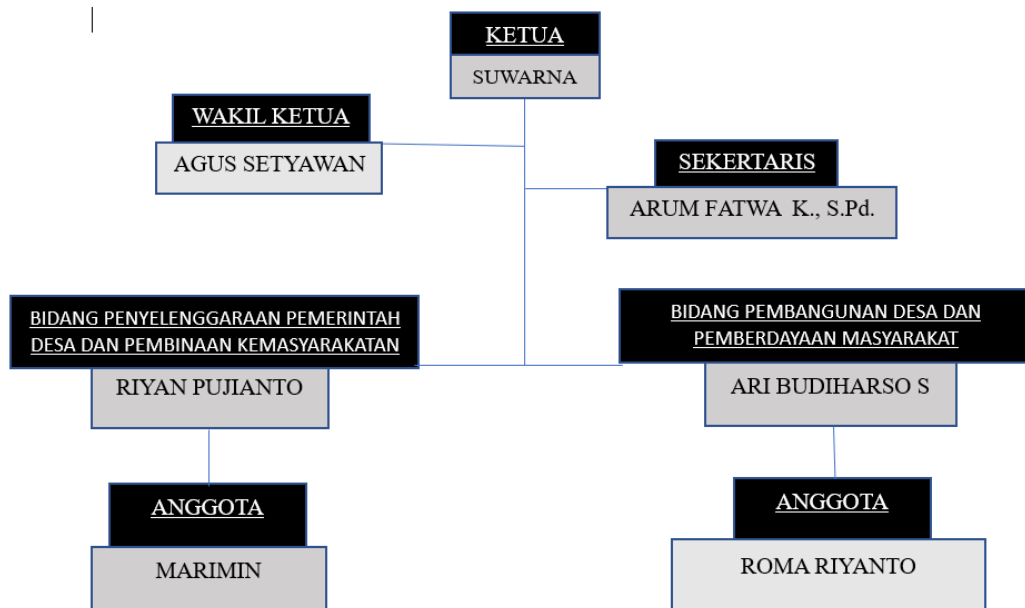 KETUA
SUWARNA
WAKIL KETUA
AGUS SETYAWAN
SEKERTARIS
ARUM FATWA K., S.Pd.
BIDANG PENYELENGGARAAN PEMERINTAH
DESA DAN PEMBINAAN KEMASYARAKATAN
RIYAN PUJIANTO
BIDANG PEMBANGUNAN DESA DAN
PEMBERDAYAAN MASYARAKAT
ARI BUDIHARSO S
ANGGOTA
MARIMIN
ANGGOTA
ROMA RIYANTO